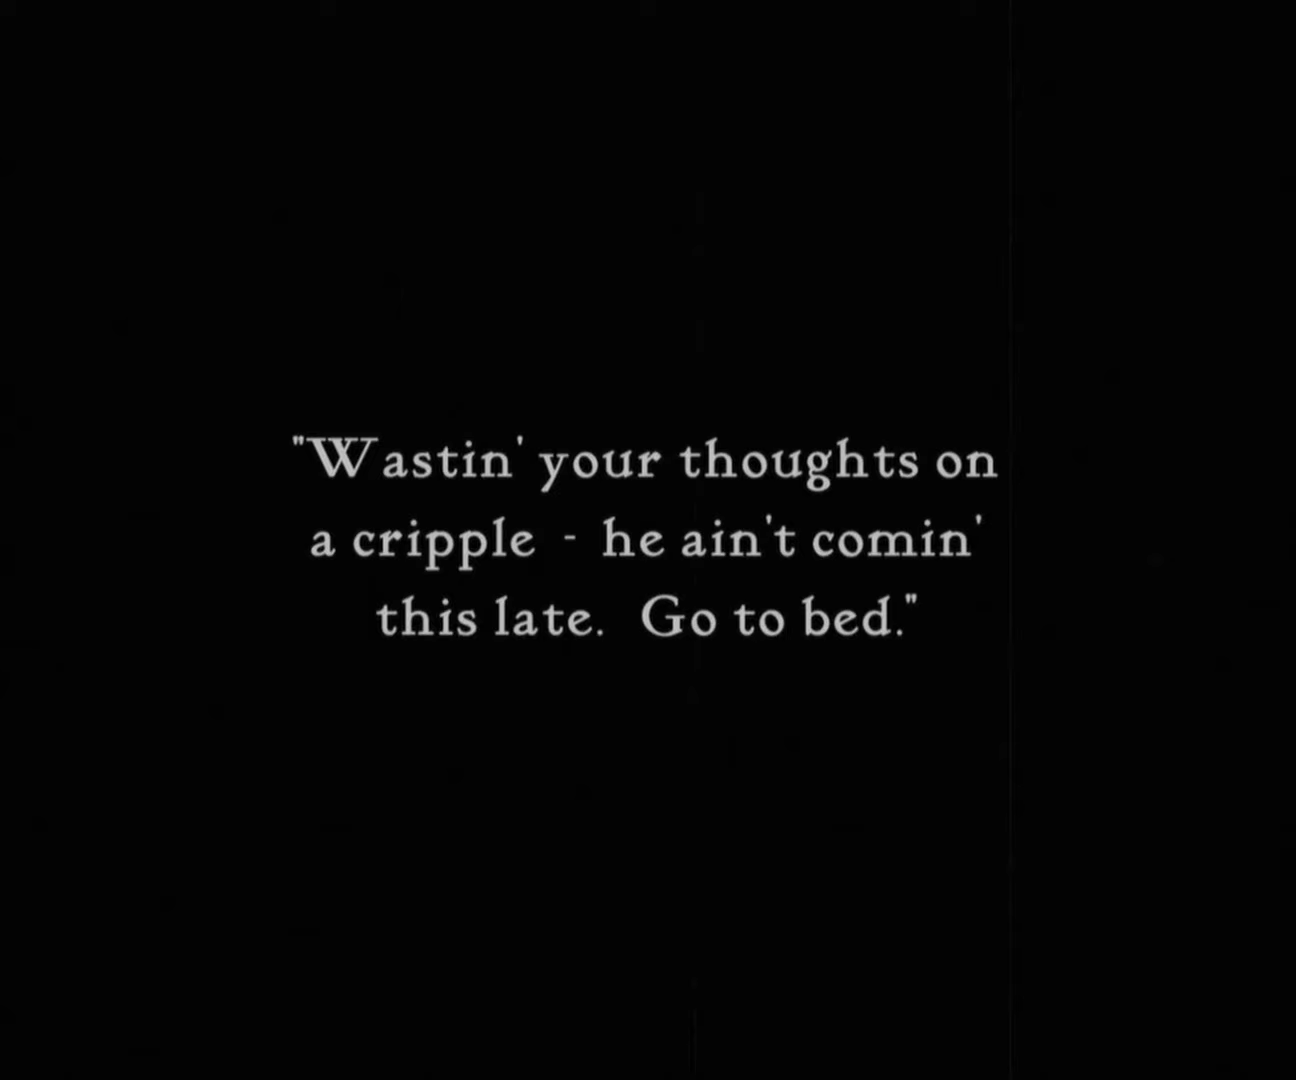 "Wastin' your thoughts on
a cripple - he ain't comin'
this late. Go to bed."